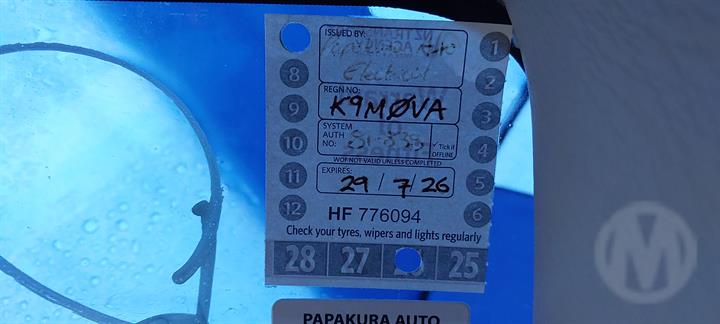 ISSUED BY:
Papakura Auto
Electrical
1
8
2
REGN NO:
9
K9MØVA
3
SYSTEM
AUTH
NO:
10
✓ Tick if
OFFLINE
4
WOF NOT VALID UNLESS COMPLETED
EXPIRES:
11
29/7/26
5
12
HF 776094
6
Check your tyres, wipers and lights regularly
28 27 25
PAPAKURA AUTO
M